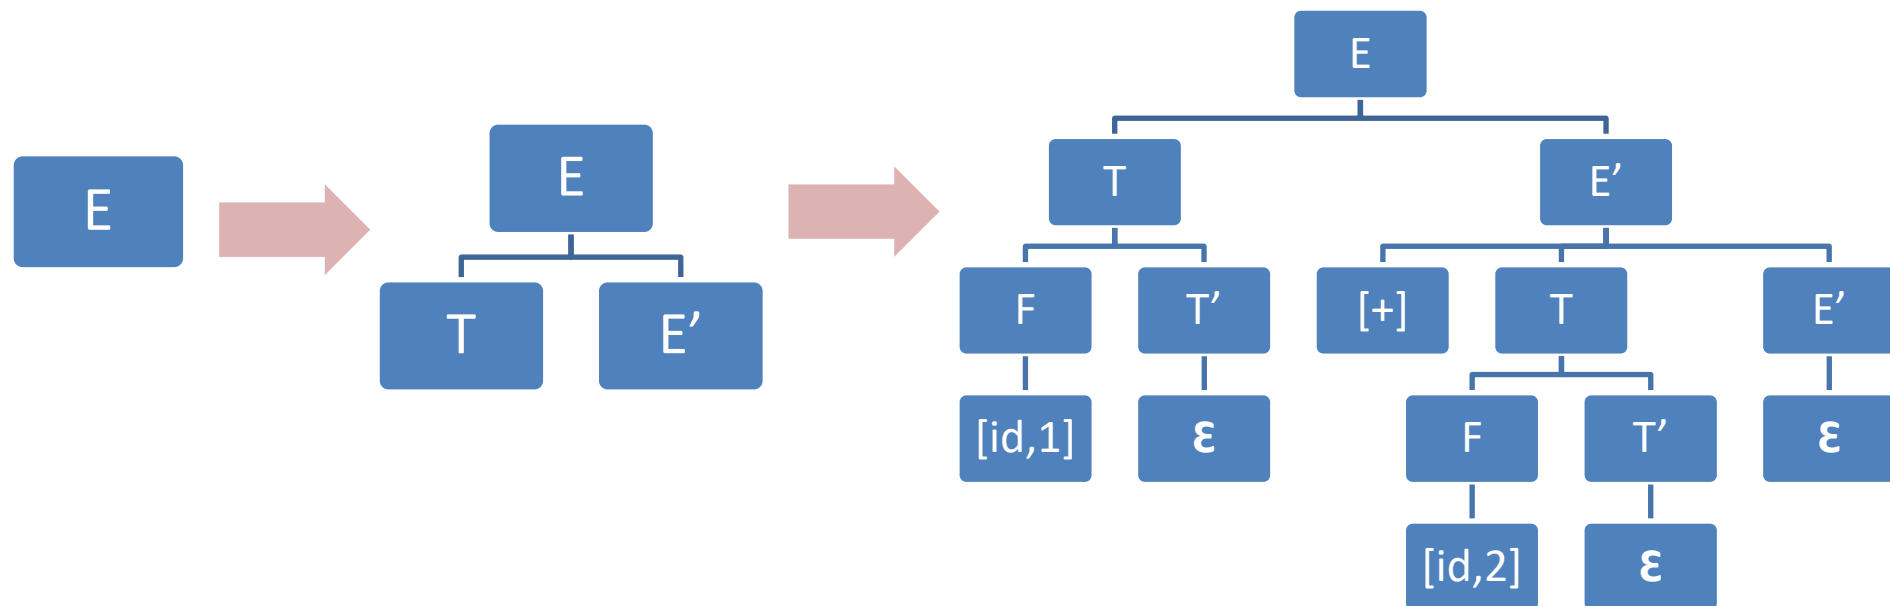 E
E
T E’
E
T E’
F T’ [+] T E’
[id,1] ε F T’ ε
[id,2] ε